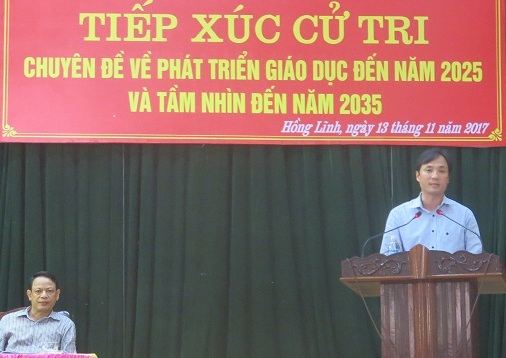 TIẾP XÚC CỬ TRI
CHUYÊN ĐỀ VỀ PHÁT TRIỂN GIÁO DỤC ĐẾN NĂM 2025
VÀ TẦM NHÌN ĐẾN NĂM 2035
Hồng Lĩnh, ngày 13 tháng 11 năm 2017